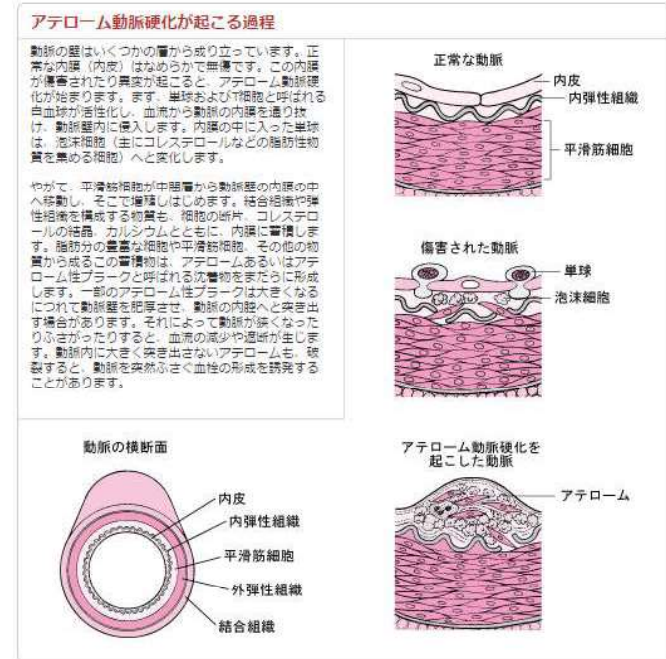 アテローム動脈硬化が起こる過程
動脈の壁はいくつかの層から成り立っています。正
常な内膜（内皮）はなめらかで無傷です。この内膜
が傷害されたり異変が起こると、アテローム動脈硬
化が始まります。まず、単球およびT細胞と呼ばれる
白血球が活性化し、血流から動脈の内膜を通り抜
け、動脈壁内に侵入します。内膜の中に入った単球
は、泡沫細胞（主にコレステロールなどの脂肪性物
質を集める細胞）へと変化します。
やがて、平滑筋細胞が中間層から動脈壁の内膜の中
へ移動し、そこで増殖しはじめます。結合組織や弾
性組織を構成する物質も、細胞の断片、コレステロ
ールの結晶、カルシウムとともに、内膜に蓄積しま
す。脂肪分の豊富な細胞や平滑筋細胞、その他の物
質から成るこの蓄積物は、アテロームあるいはアテ
ローム性プラークと呼ばれる沈着物をまだらに形成
します。一部のアテローム性プラークは大きくなる
につれて動脈壁を肥厚させ、動脈の内腔へと突き出
す場合があります。それによって動脈が狭くなった
りふさがったりすると、血流の減少や遮断が生じま
す。動脈内に大きく突き出さないアテロームも、破
裂すると、動脈を突然ふさぐ血栓の形成を誘発する
ことがあります。
正常な動脈
内皮
内弾性組織
平滑筋細胞
傷害された動脈
単球
泡沫細胞
動脈の横断面
内皮
内弾性組織
平滑筋細胞
外弾性組織
結合組織
アテローム動脈硬化を
起こした動脈
アテローム